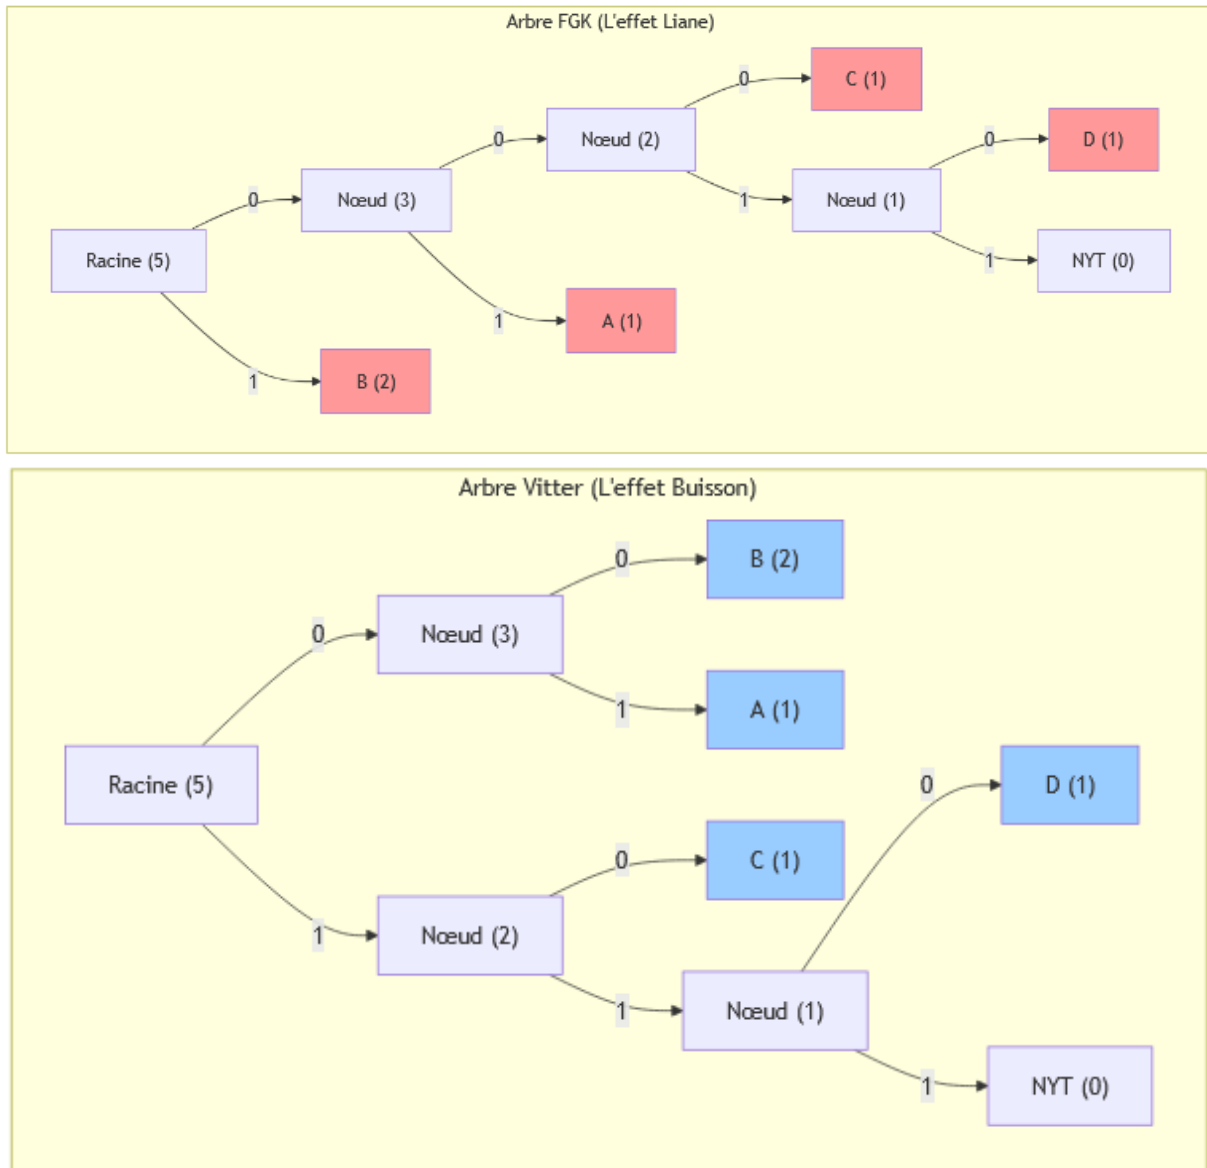 Arbre FGK (L'effet Liane)
0
C (1)
0
Nœud (2)
0
D (1)
0
Nœud (3)
1
Nœud (1)
Racine (5)
1
NYT (0)
1
A (1)
1
B (2)
Arbre Vitter (L'effet Buisson)
0
B (2)
0
Nœud (3)
1
A (1)
Racine (5)
0
D (1)
0
C (1)
1
Nœud (2)
1
Nœud (1)
1
NYT (0)